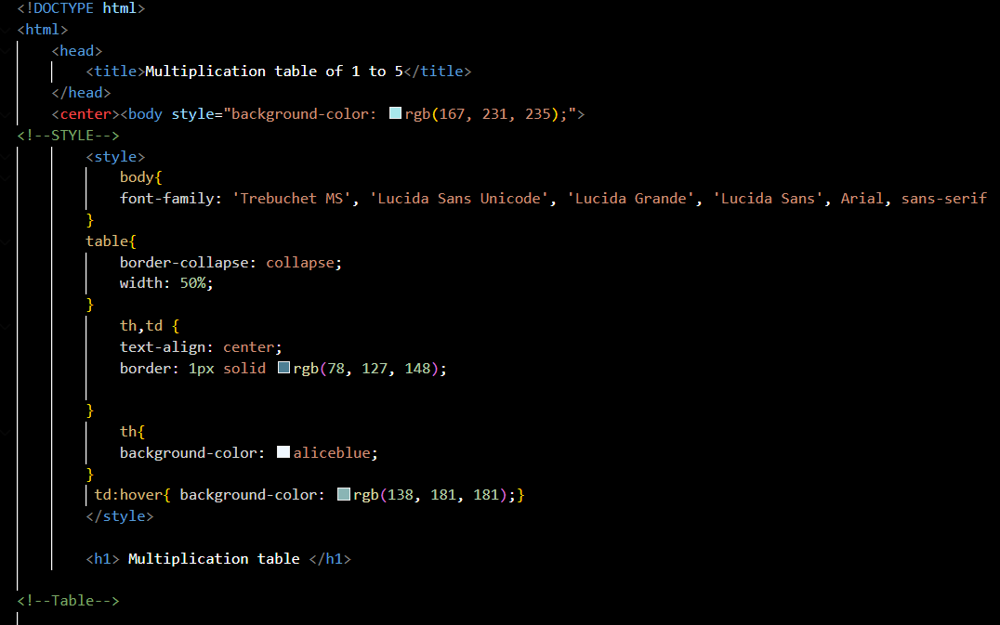 <!DOCTYPE html>
<html>
    <head>
        <title>Multiplication table of 1 to 5</title>
    </head>
    <center><body style="background-color: rgb(167, 231, 235);">
<!--STYLE-->
        <style>
            body{
            font-family: 'Trebuchet MS', 'Lucida Sans Unicode', 'Lucida Grande', 'Lucida Sans', Arial, sans-serif
        }
        table{
            border-collapse: collapse;
            width: 50%;
        }
            th,td {
            text-align: center;
            border: 1px solid rgb(78, 127, 148);
        }
            th{
            background-color: aliceblue;
        }
         td:hover{ background-color: rgb(138, 181, 181);}
        </style>
        <h1> Multiplication table </h1>
<!--Table-->